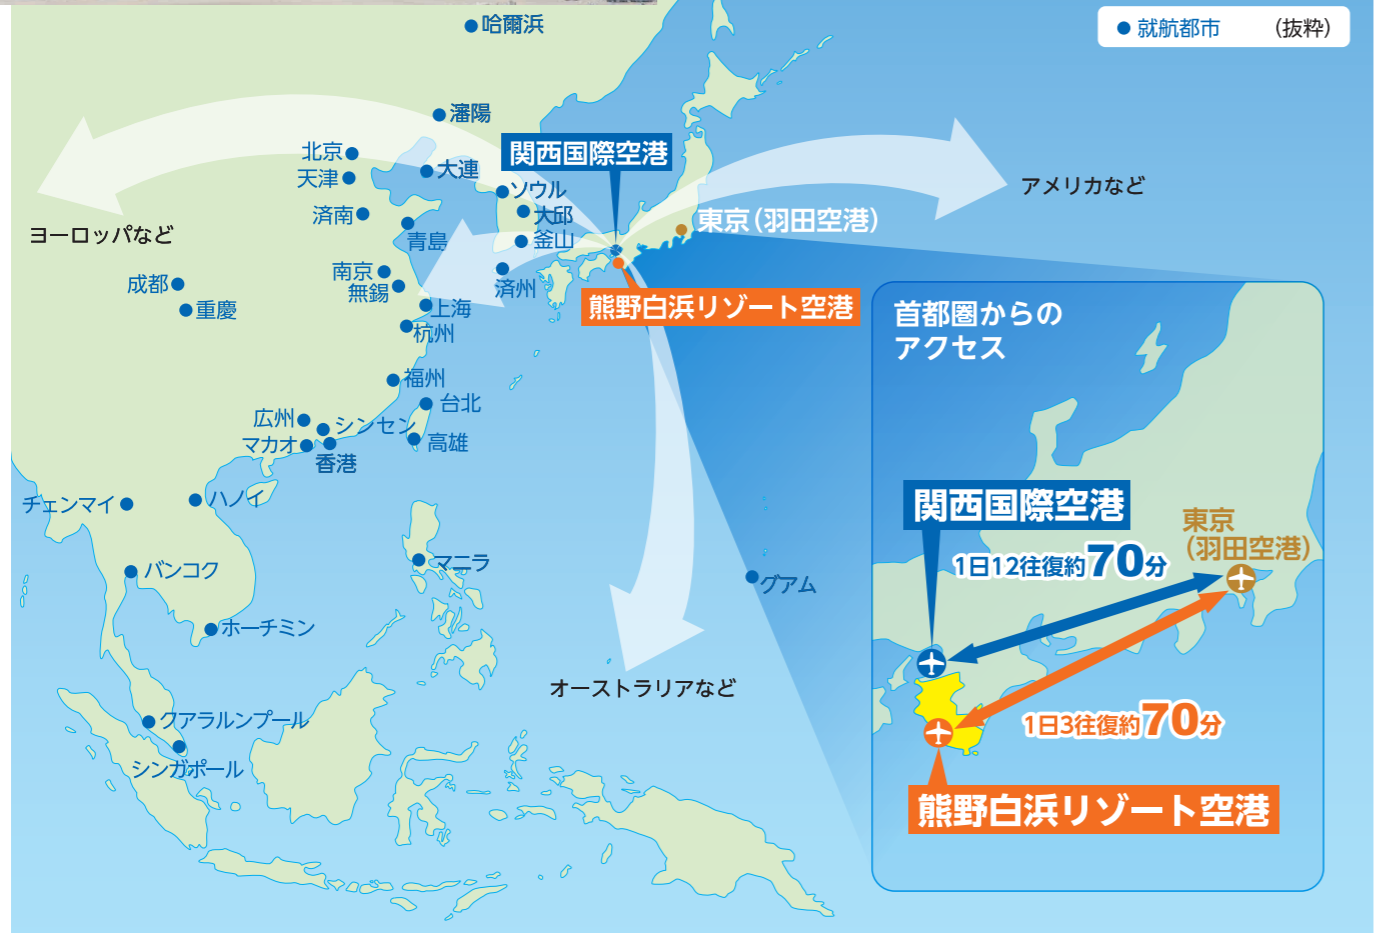 ● 就航都市 （抜粋）
哈爾浜
瀋陽
北京
天津
大連
関西国際空港
ソウル
大邱
釜山
済南
青島
アメリカなど
東京（羽田空港）
ヨーロッパなど
南京
無錫
済州
成都
重慶
上海
杭州
熊野白浜リゾート空港
福州
台北
広州
シンセン
マカオ
香港
高雄
チェンマイ
ハノイ
マニラ
バンコク
グアム
ホーチミン
オーストラリアなど
クアラルンプール
シンガポール
首都圏からの
アクセス
関西国際空港
東京
（羽田空港）
1日12往復約70分
1日3往復約70分
熊野白浜リゾート空港